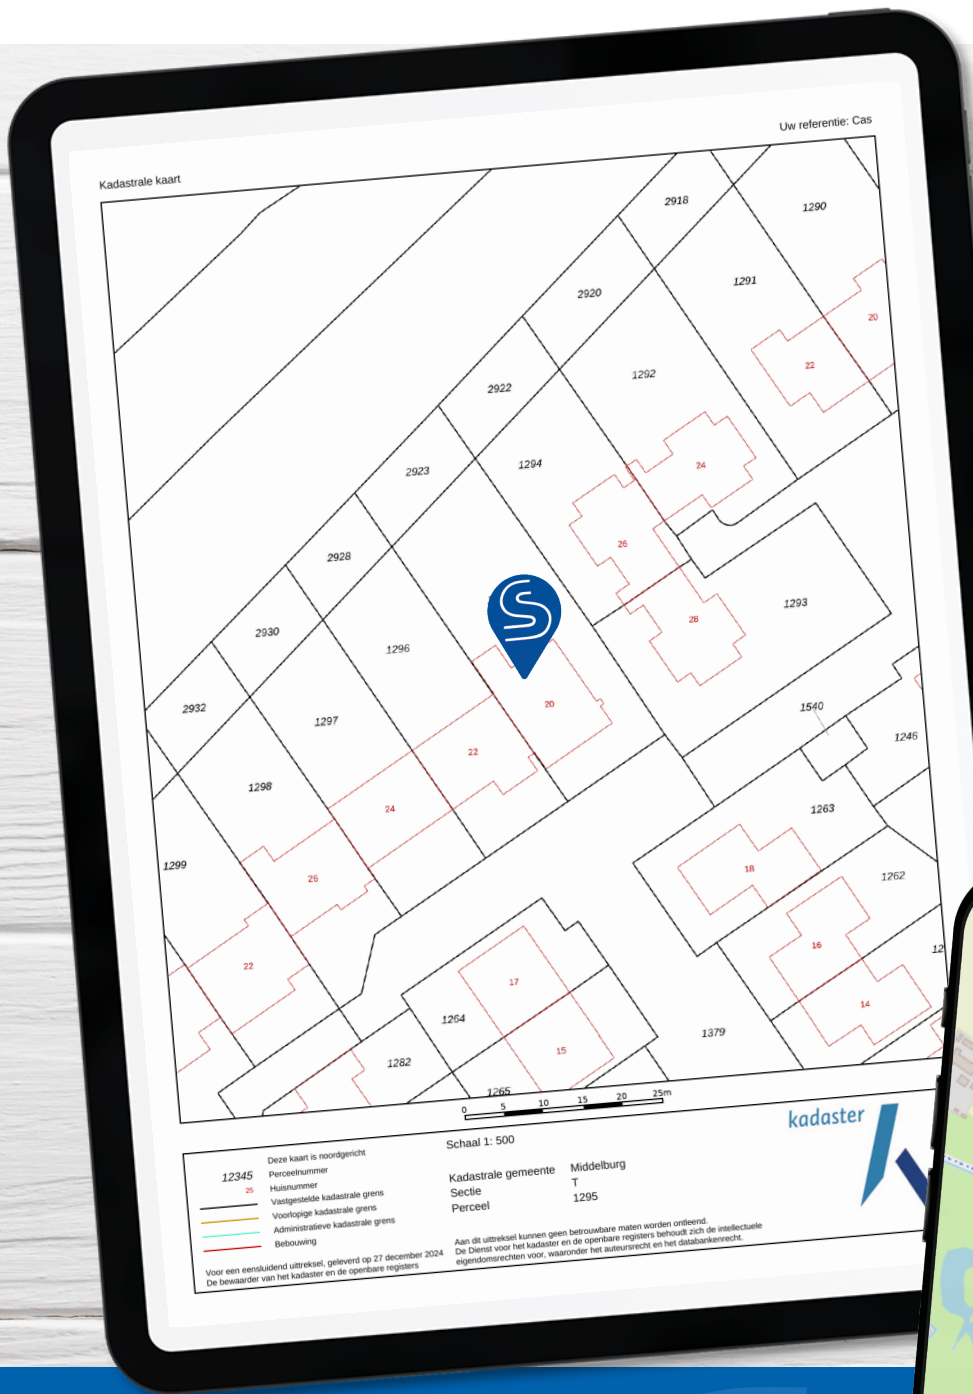 Uw referentie: Cas
Kadastrale kaart
2918
1290
2920
1291
20
22
2922
1292
2923
1294
24
2928
26
1293
28
2930
1296
2932
1297
20
1540
22
1246
1298
24
1263
1299
26
18
1262
22
16
12
17
14
1264
15
1379
1282
1265
0 5 10 15 20 25m
Schaal 1: 500
kadaster
Deze kaart is noordgericht
12345 Perceelnummer
25 Huisnummer
Vastgestelde kadastrale grens
Voorlopige kadastrale grens
Administratieve kadastrale grens
Bebouwing
Kadastrale gemeente Middelburg
Sectie T
Perceel 1295
Voor een eensluidend uittreksel, geleverd op 27 december 2024
De bewaarder van het kadaster en de openbare registers
Aan dit uittreksel kunnen geen betrouwbare maten worden ontleend.
De Dienst voor het kadaster en de openbare registers behoudt zich de intellectuele
eigendomsrechten voor, waaronder het auteursrecht en het databankenrecht.